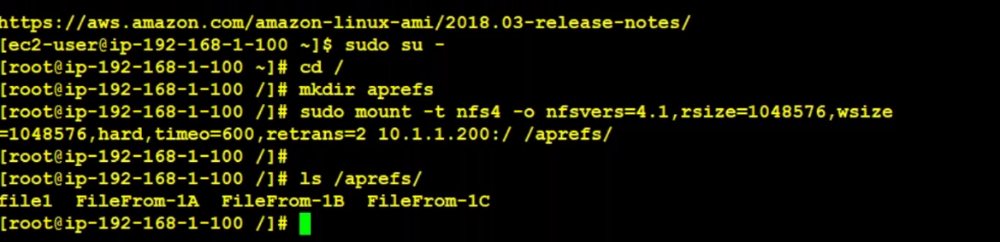 https://aws.amazon.com/amazon-linux-ami/2018.03-release-notes/
[ec2-user@ip-192-168-1-100 ~]$ sudo su -
[root@ip-192-168-1-100 ~]# cd /
[root@ip-192-168-1-100 /]# mkdir aprefs
[root@ip-192-168-1-100 /]# sudo mount -t nfs4 -o nfsvers=4.1,rsize=1048576,wsize
=1048576,hard,timeo=600,retrans=2 10.1.1.200:/ /aprefs/
[root@ip-192-168-1-100 /]#
[root@ip-192-168-1-100 /]# ls /aprefs/
file1  FileFrom-1A  FileFrom-1B  FileFrom-1C
[root@ip-192-168-1-100 /]#